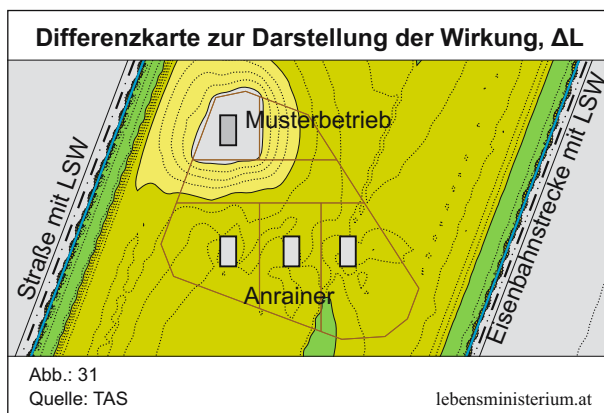 Differenzkarte zur Darstellung der Wirkung, ΔL
Straße mit LSW
Musterbetrieb
Anrainer
Eisenbahnstrecke mit LSW
Abb.: 31
Quelle: TAS
lebensministerium.at